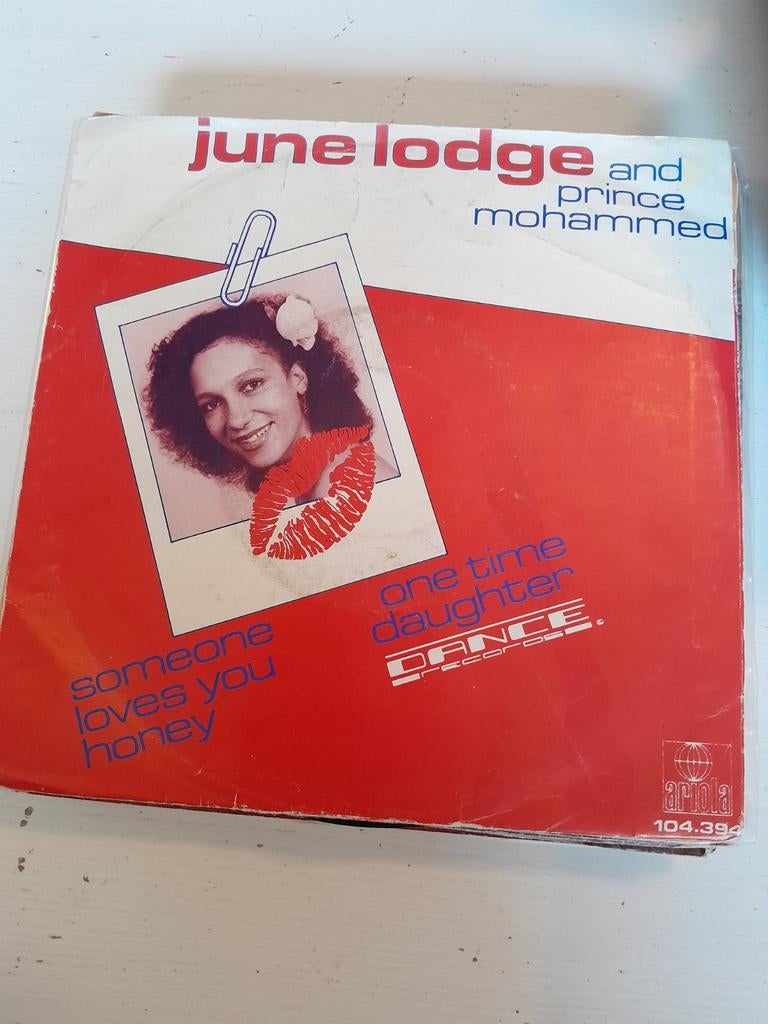 june lodge and
prince
mohammed
one time
daughter
DANCE
records
someone
loves you
honey
ariola
104.394